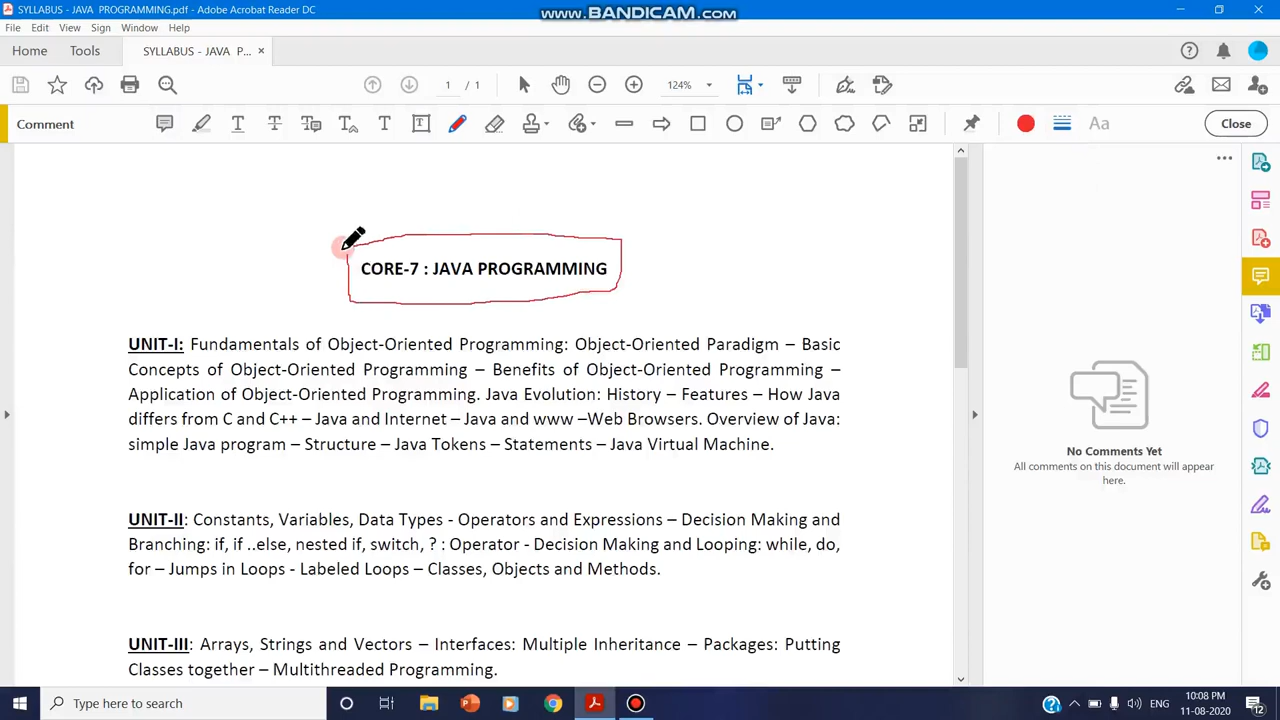 SYLLABUS - JAVA  PROGRAMMING.pdf - Adobe Acrobat Reader DC
www.BANDICAM.com
File Edit View Sign Window Help
Home Tools SYLLABUS - JAVA  P... ×
1 / 1 124%
Comment
Close
CORE-7 : JAVA PROGRAMMING
UNIT-I: Fundamentals of Object-Oriented Programming: Object-Oriented Paradigm – Basic
Concepts of Object-Oriented Programming – Benefits of Object-Oriented Programming –
Application of Object-Oriented Programming. Java Evolution: History – Features – How Java
differs from C and C++ – Java and Internet – Java and www –Web Browsers. Overview of Java:
simple Java program – Structure – Java Tokens – Statements – Java Virtual Machine.
UNIT-II: Constants, Variables, Data Types - Operators and Expressions – Decision Making and
Branching: if, if ..else, nested if, switch, ? : Operator - Decision Making and Looping: while, do,
for – Jumps in Loops - Labeled Loops – Classes, Objects and Methods.
UNIT-III: Arrays, Strings and Vectors – Interfaces: Multiple Inheritance – Packages: Putting
Classes together – Multithreaded Programming.
No Comments Yet
All comments on this document will appear
here.
Type here to search
ENG
10:08 PM
11-08-2020
12